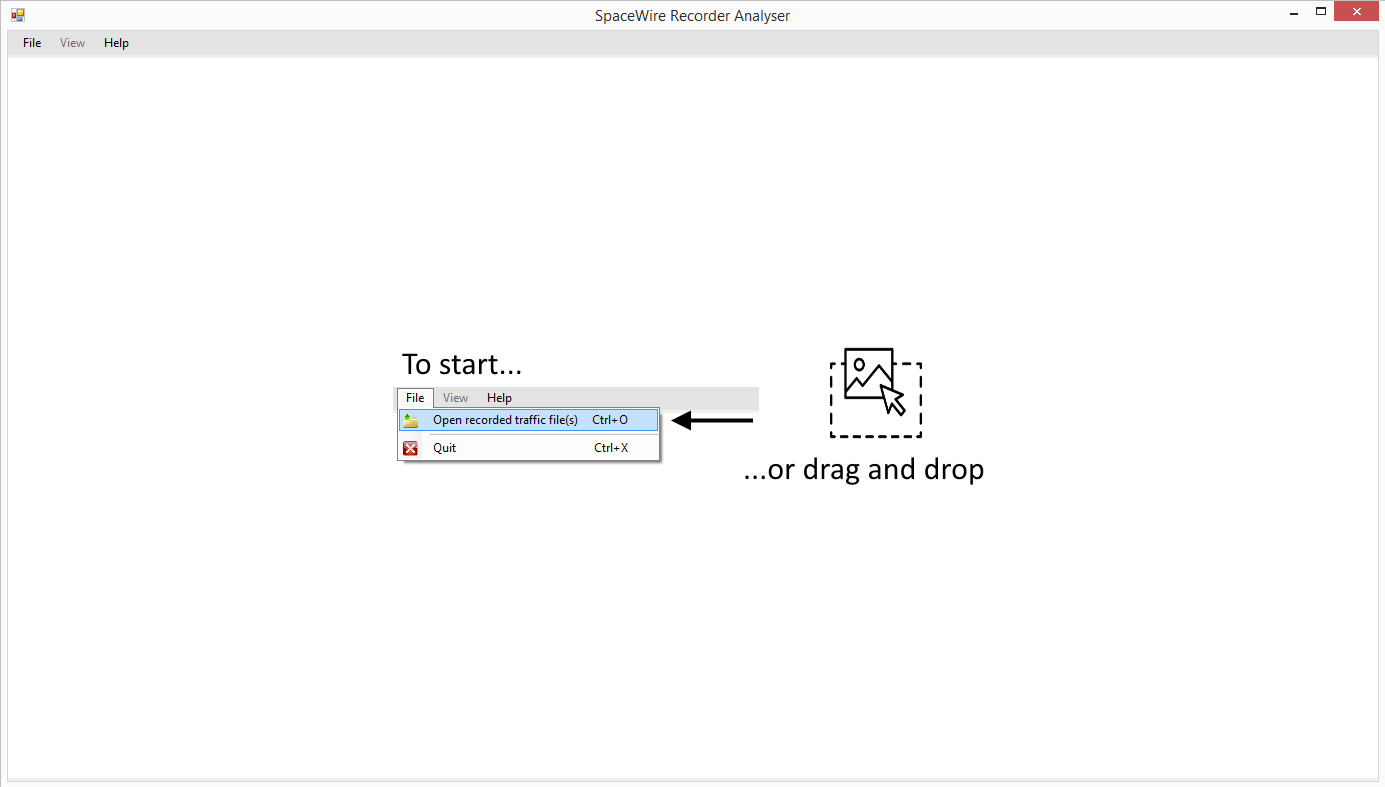 SpaceWire Recorder Analyser
File View Help
To start...
File View Help
Open recorded traffic file(s) Ctrl+O
Quit Ctrl+X
...or drag and drop